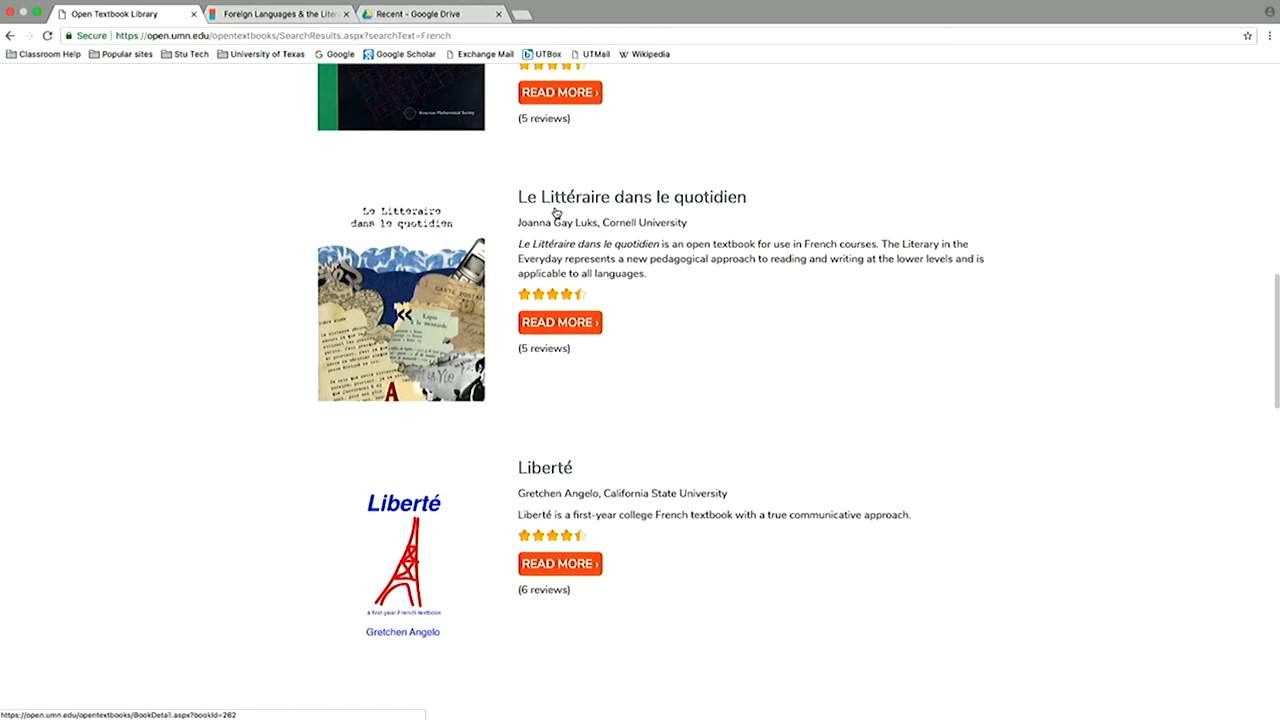 Open Textbook Library
Foreign Languages & the Liter
Recent - Google Drive
Secure
https://open.umn.edu/opentextbooks/SearchResults.aspx?searchText=French
Classroom Help
Popular sites
Stu Tech
University of Texas
Google
Google Scholar
Exchange Mail
UTBox
UTMail
Wikipedia
American Mathematical Society
READ MORE ›
(5 reviews)
Le Littéraire
dans le quotidien
Le Littéraire dans le quotidien
Joanna Gay Luks, Cornell University
Le Littéraire dans le quotidien is an open textbook for use in French courses. The Literary in the
Everyday represents a new pedagogical approach to reading and writing at the lower levels and is
applicable to all languages.
READ MORE ›
(5 reviews)
Liberté
a first-year French textbook
Gretchen Angelo
Liberté
Gretchen Angelo, California State University
Liberté is a first-year college French textbook with a true communicative approach.
READ MORE ›
(6 reviews)
https://open.umn.edu/opentextbooks/BookDetail.aspx?bookId=262